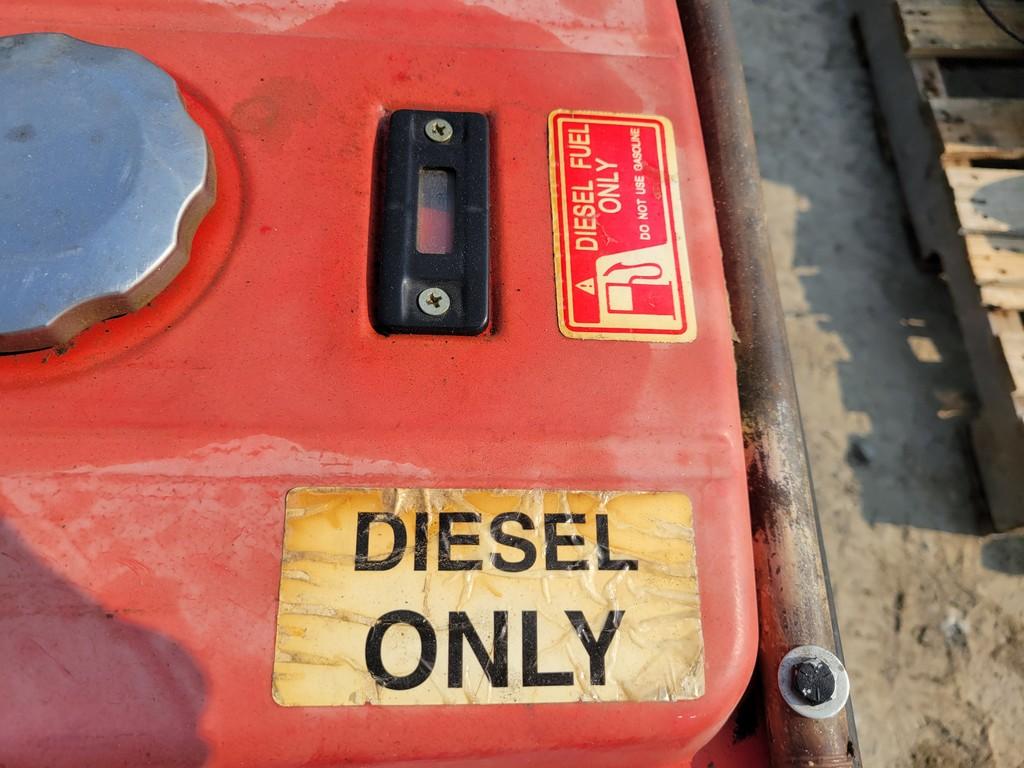 DIESEL FUEL
ONLY
DO NOT USE GASOLINE
DIESEL
ONLY